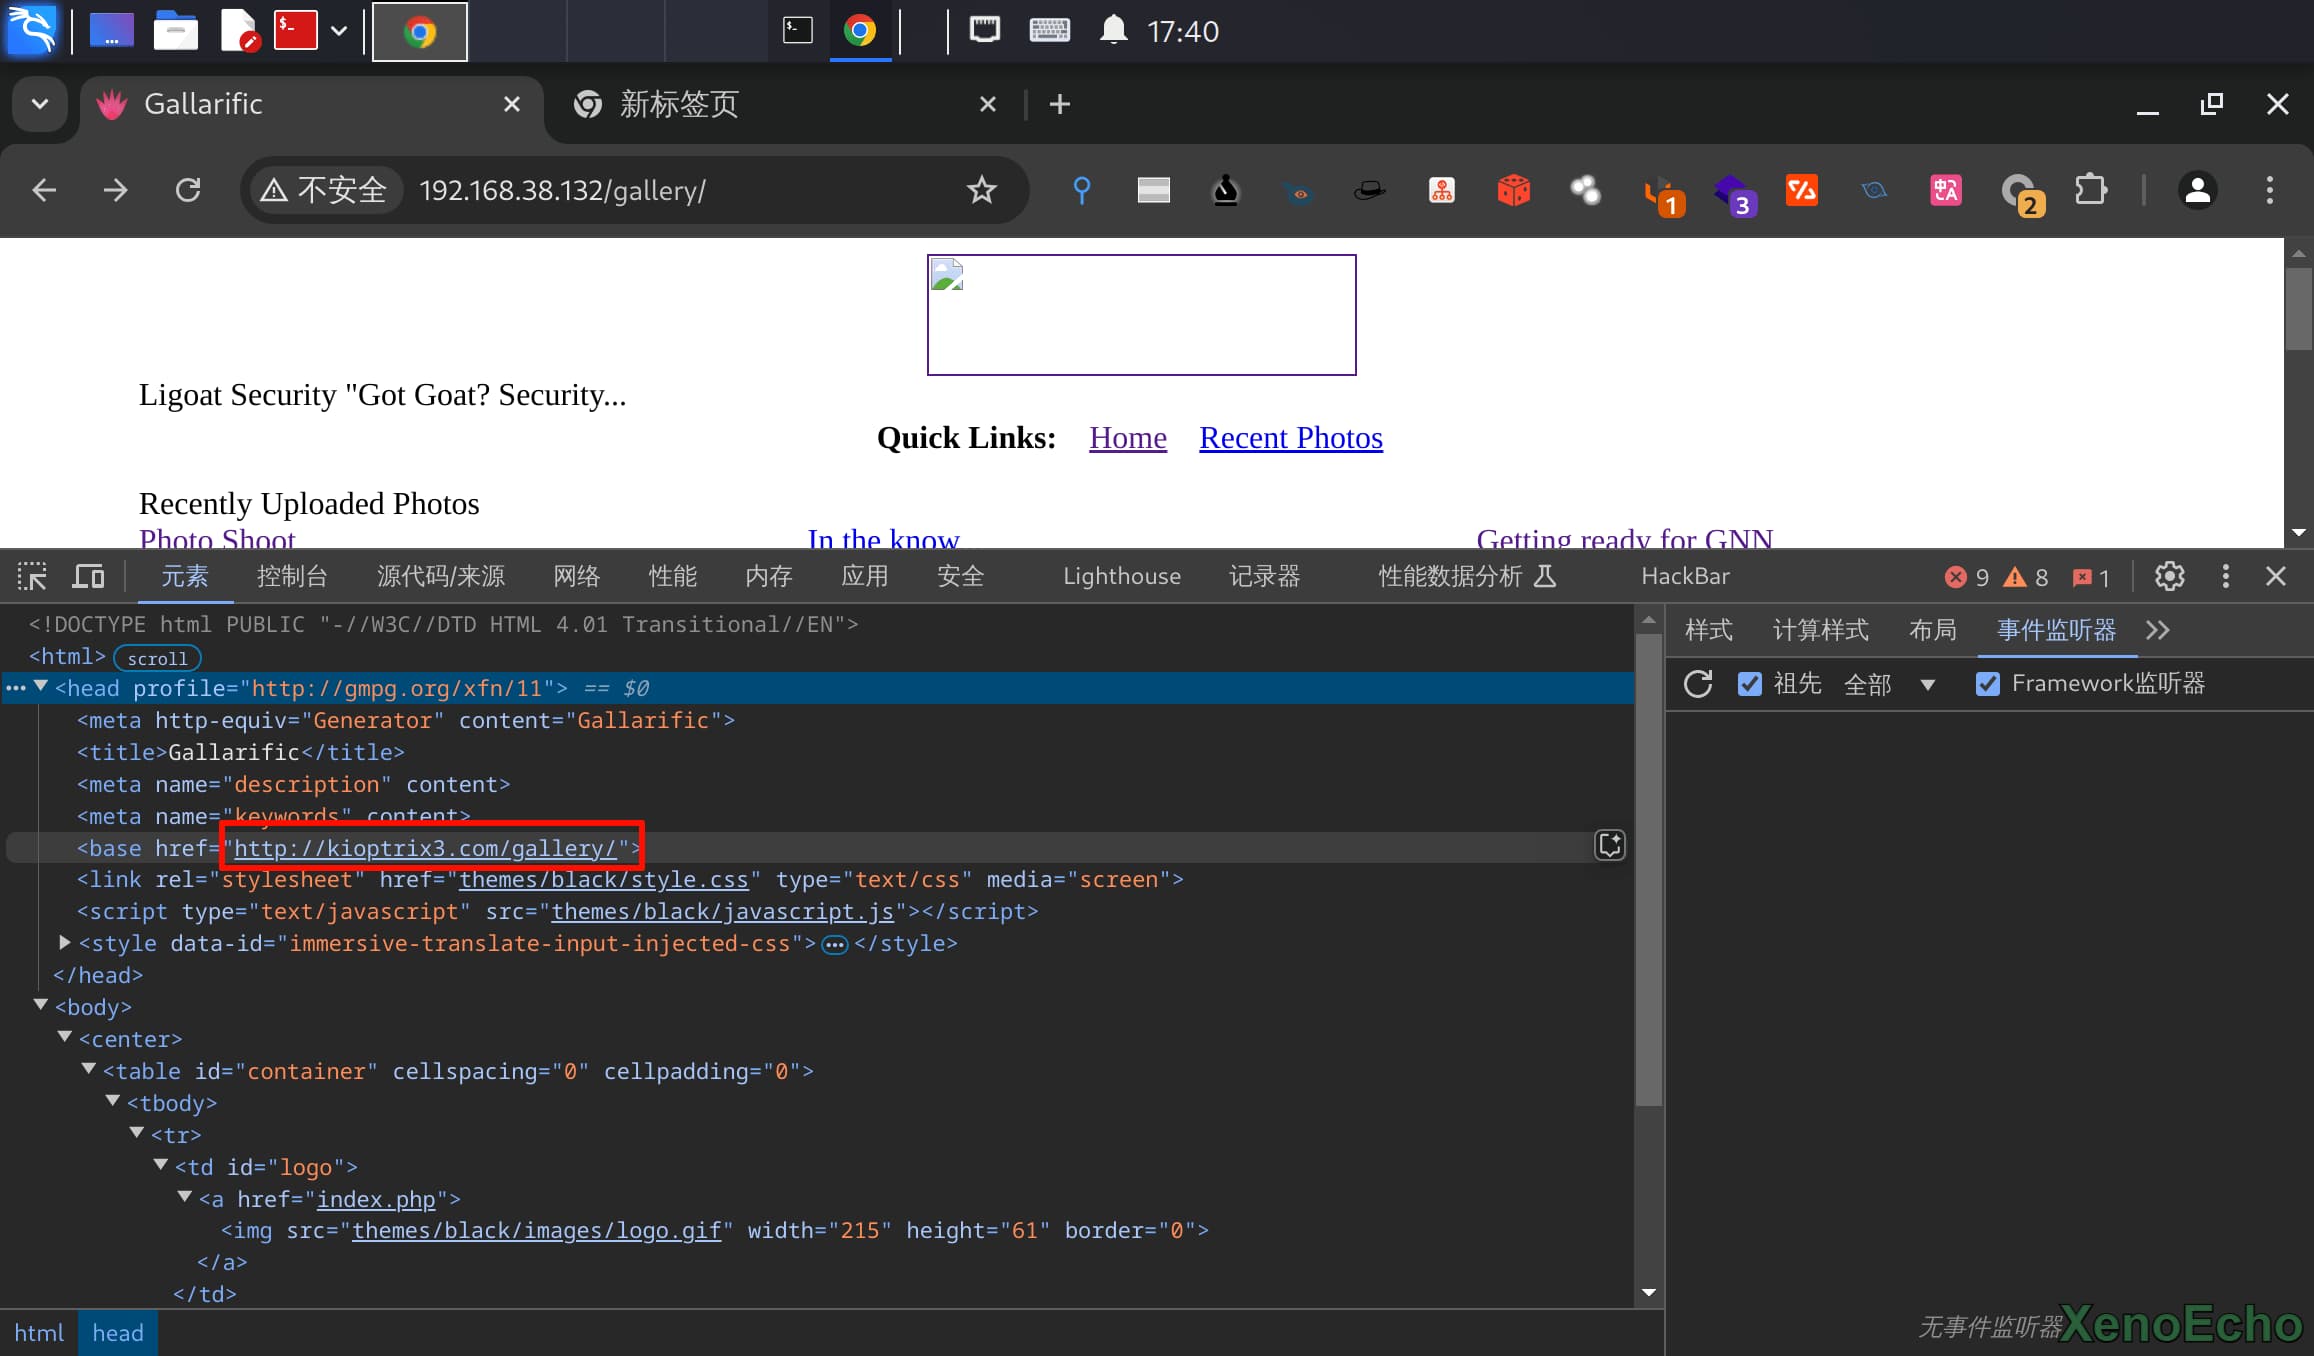 17:40
Gallarific
新标签页
不安全 192.168.38.132/gallery/
1 3 2
Ligoat Security "Got Goat? Security...
Quick Links: Home Recent Photos
Recently Uploaded Photos
Photo Shoot In the know Getting ready for GNN
元素 控制台 源代码/来源 网络 性能 内存 应用 安全 Lighthouse 记录器 性能数据分析 HackBar 9 8 1
<!DOCTYPE html PUBLIC "-//W3C//DTD HTML 4.01 Transitional//EN">
<html> scroll
<head profile="http://gmpg.org/xfn/11"> == $0
<meta http-equiv="Generator" content="Gallarific">
<title>Gallarific</title>
<meta name="description" content>
<meta name="keywords" content>
<base href="http://kioptrix3.com/gallery/">
<link rel="stylesheet" href="themes/black/style.css" type="text/css" media="screen">
<script type="text/javascript" src="themes/black/javascript.js"></script>
<style data-id="immersive-translate-input-injected-css">…</style>
</head>
<body>
<center>
<table id="container" cellspacing="0" cellpadding="0">
<tbody>
<tr>
<td id="logo">
<a href="index.php">
<img src="themes/black/images/logo.gif" width="215" height="61" border="0">
</a>
</td>
html head
样式 计算样式 布局 事件监听器
祖先 全部 Framework监听器
无事件监听器
XenoEcho